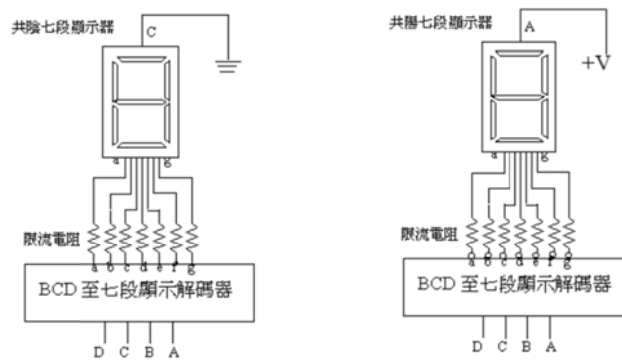 共陰七段顯示器
C
a g
限流電阻
a b c d e f g
BCD 至七段顯示解碼器
D C B A
共陽七段顯示器
A
+V
a g
限流電阻
a b c d e f g
BCD 至七段顯示解碼器
D C B A